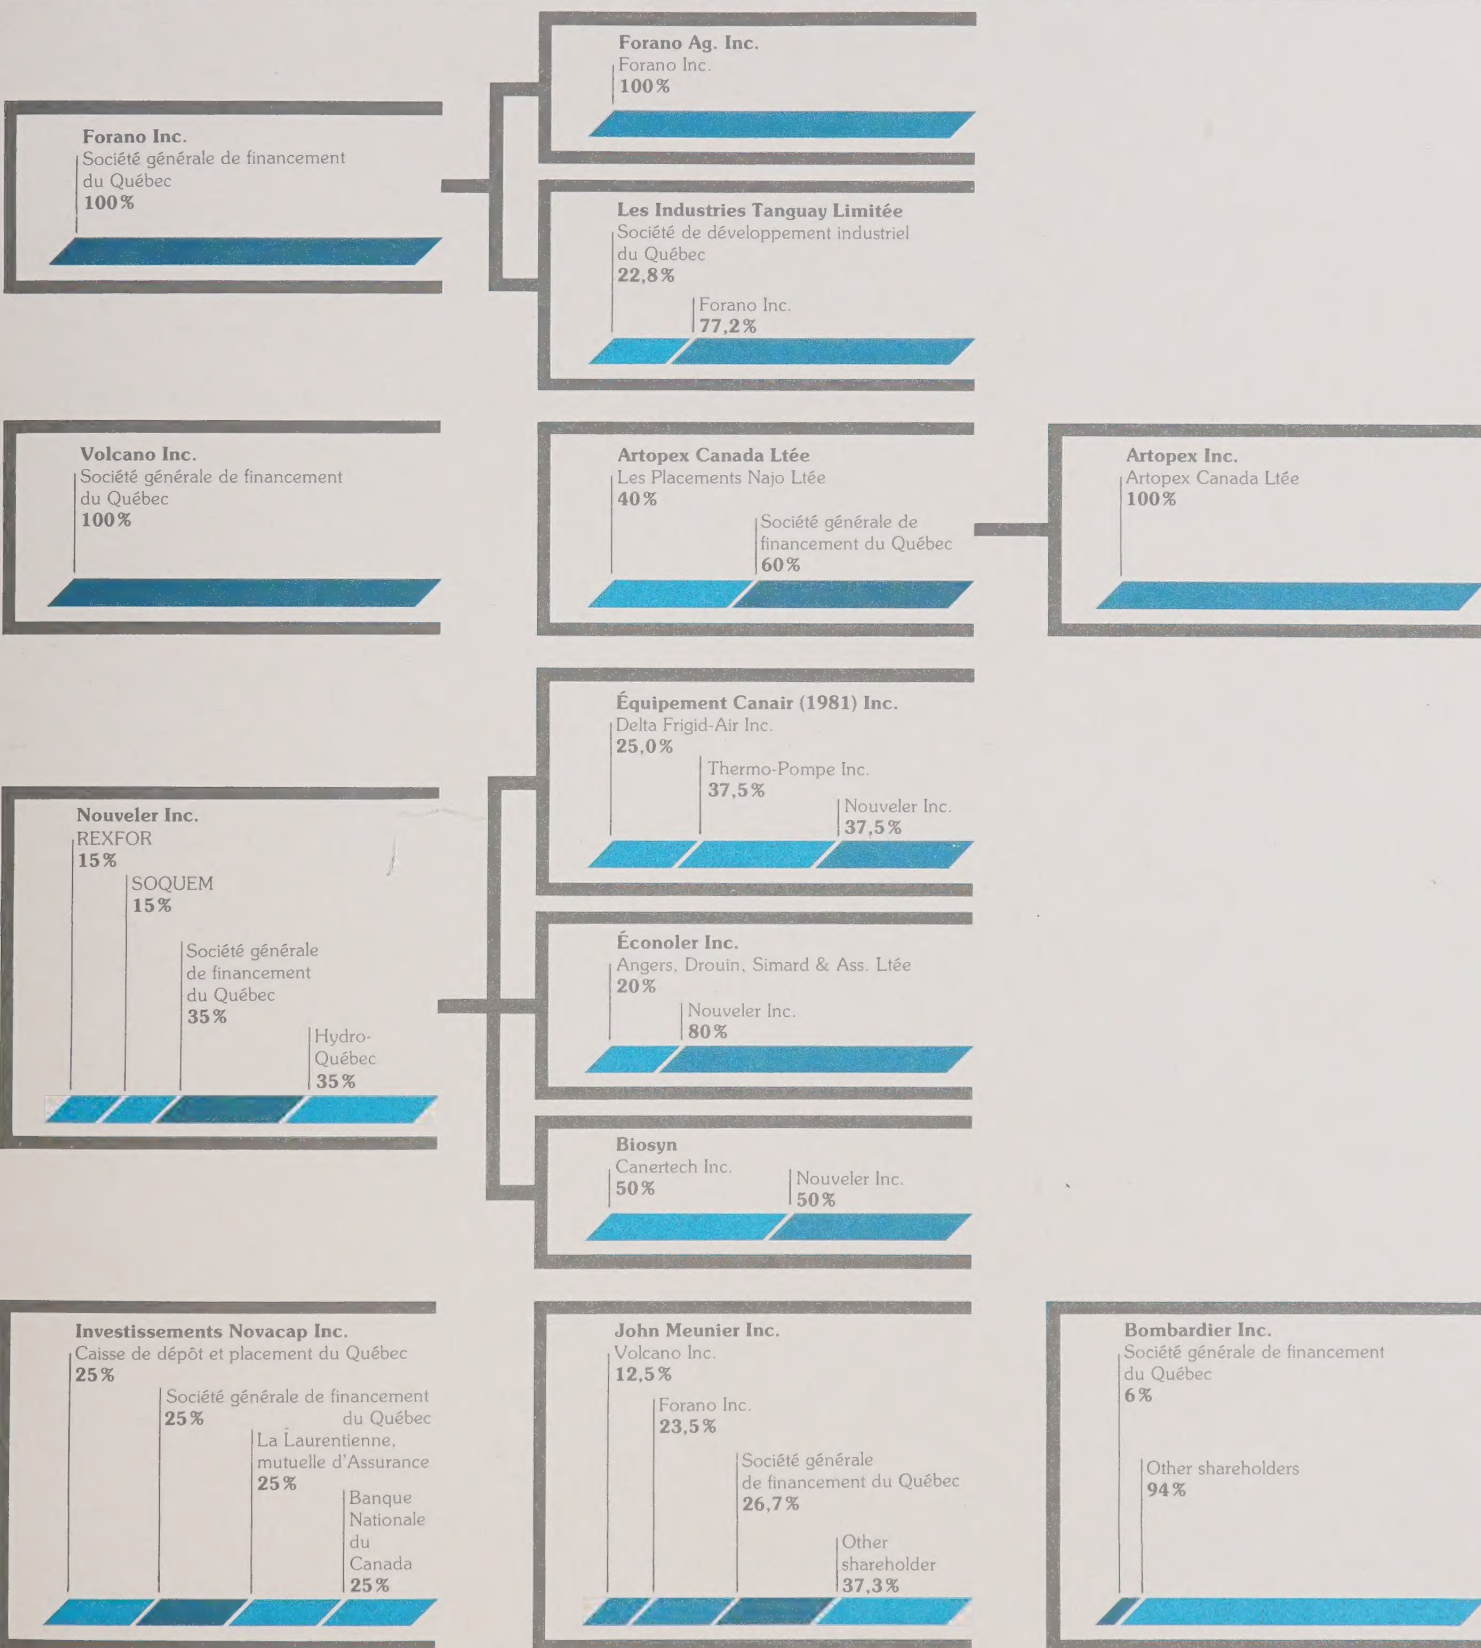 Forano Ag. Inc.
Forano Inc.
100%
Forano Inc.
Société générale de financement
du Québec
100%
Les Industries Tanguay Limitée
Société de développement industriel
du Québec
22,8%
Forano Inc.
77,2%
Volcano Inc.
Société générale de financement
du Québec
100%
Artopex Canada Ltée
Les Placements Najo Ltée
40%
Société générale de
financement du Québec
60%
Artopex Inc.
Artopex Canada Ltée
100%
Nouveler Inc.
REXFOR
15%
SOQUEM
15%
Société générale
de financement
du Québec
35%
Hydro-
Québec
35%
Équipement Canair (1981) Inc.
Delta Frigid-Air Inc.
25,0%
Thermo-Pompe Inc.
37,5%
Nouveler Inc.
37,5%
Éconoler Inc.
Angers, Drouin, Simard & Ass. Ltée
20%
Nouveler Inc.
80%
Biosyn
Canertech Inc.
50%
Nouveler Inc.
50%
Investissements Novacap Inc.
Caisse de dépôt et placement du Québec
25%
Société générale de financement
25% du Québec
La Laurentienne,
mutuelle d'Assurance
25%
Banque
Nationale
du
Canada
25%
John Meunier Inc.
Volcano Inc.
12,5%
Forano Inc.
23,5%
Société générale
de financement du Québec
26,7%
Other
shareholder
37,3%
Bombardier Inc.
Société générale de financement
du Québec
6%
Other shareholders
94%